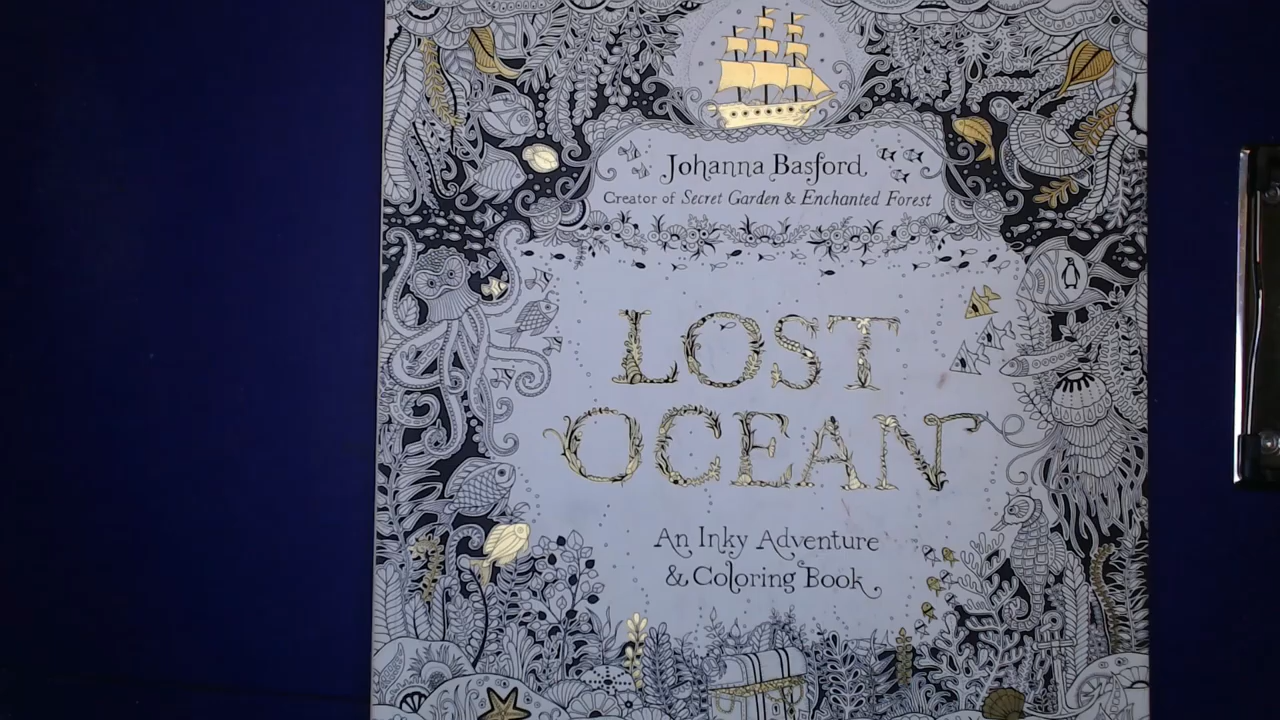 Johanna Basford
Creator of Secret Garden & Enchanted Forest
LOST
OCEAN
An Inky Adventure
& Coloring Book